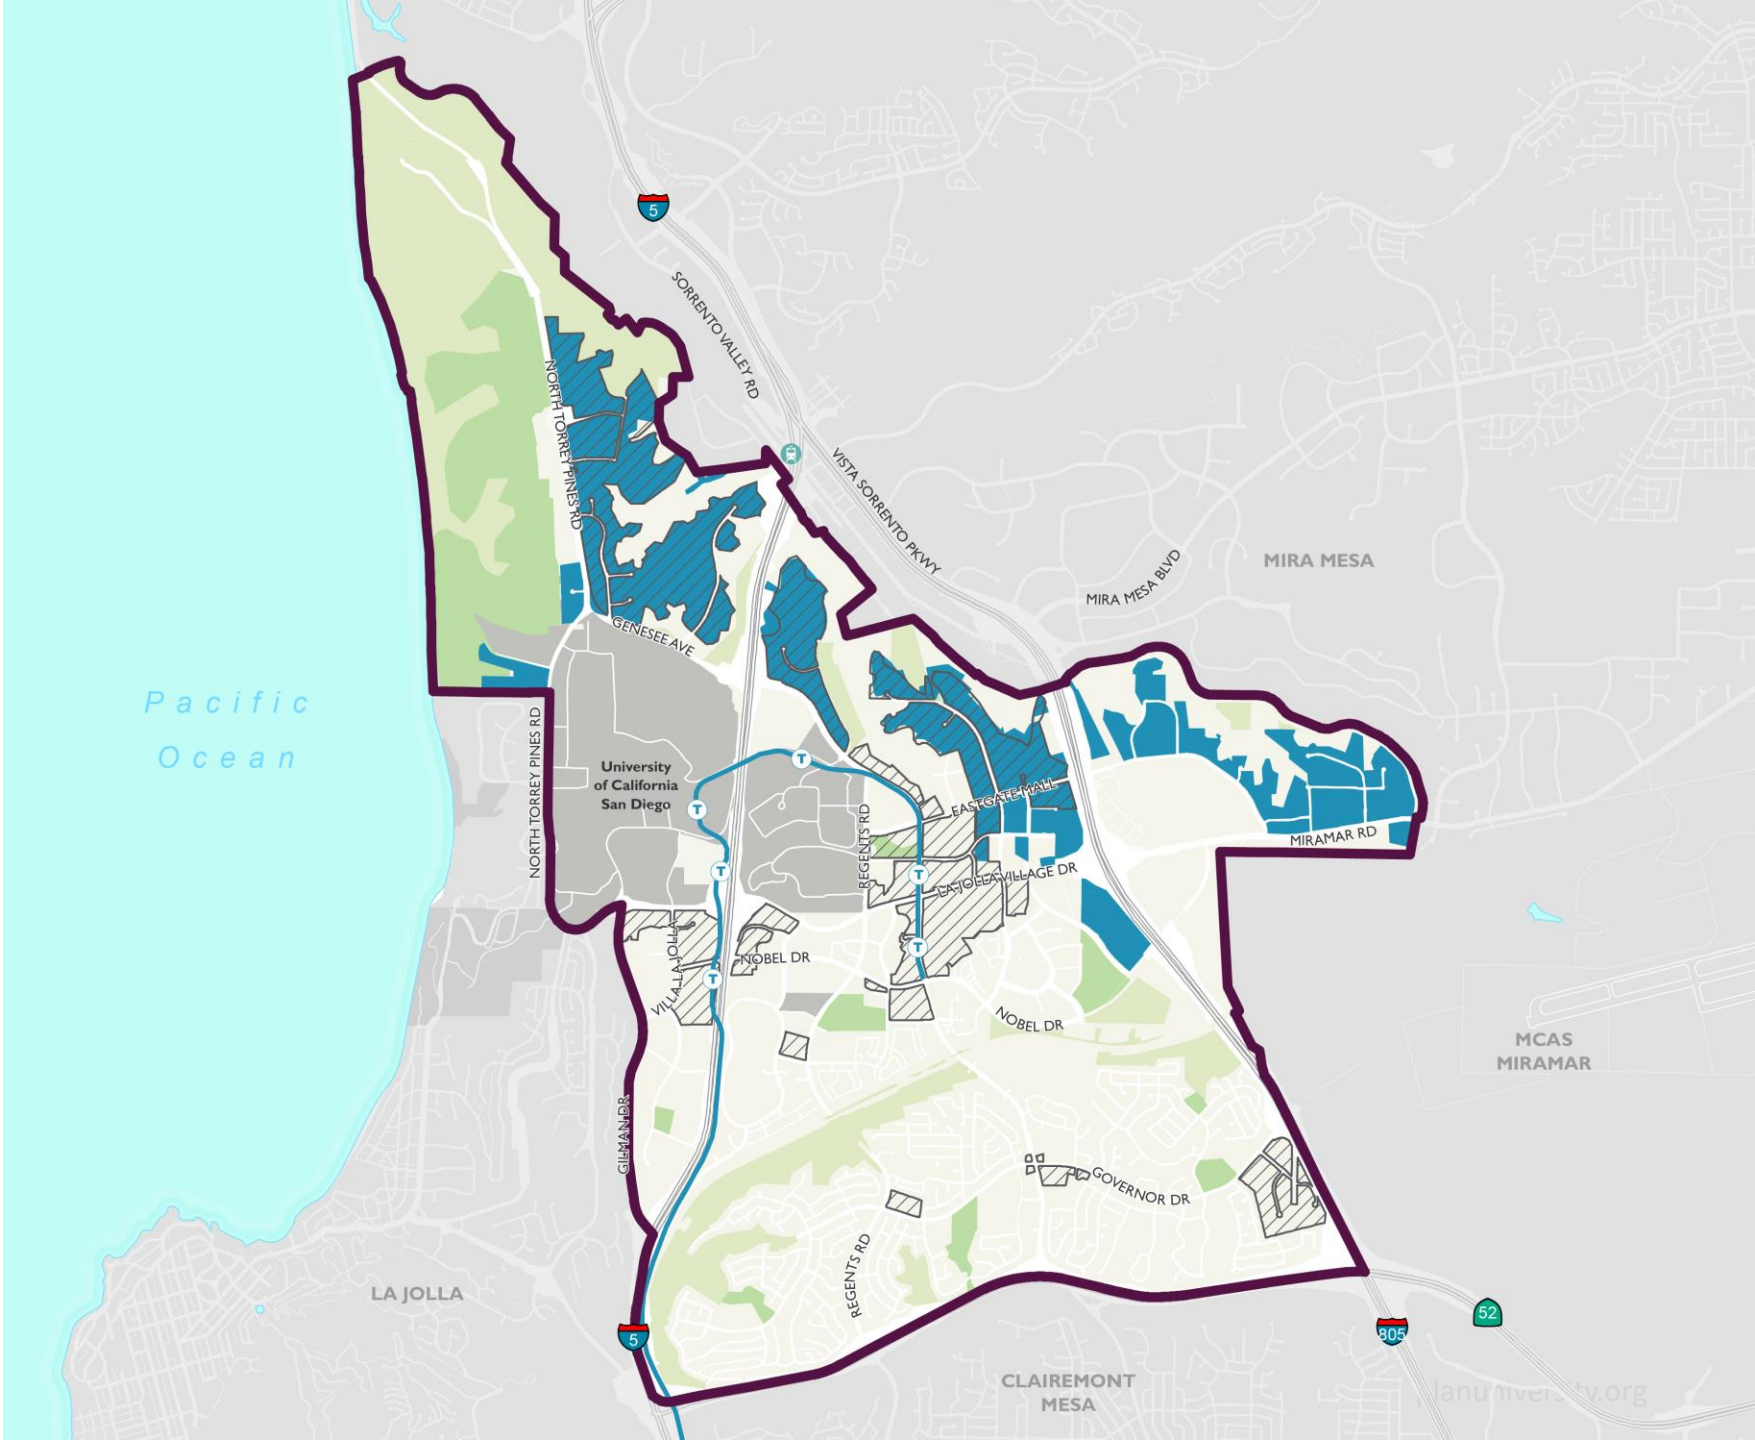 5
SORRENTO VALLEY RD
NORTH TORREY PINES RD
VISTA SORRENTO PKWY
MIRA MESA
MIRA MESA BLVD
GENESEE AVE
Pacific
Ocean
NORTH TORREY PINES RD
University
of California
San Diego
T
T
T
T
T
T
REGENTS RD
EASTGATE MALL
MIRAMAR RD
LA JOLLA VILLAGE DR
VILLA LA JOLLA
NOBEL DR
NOBEL DR
MCAS
MIRAMAR
GILMAN DR
GOVERNOR DR
REGENTS RD
LA JOLLA
5
52
805
CLAIREMONT
MESA
planuniversity.org